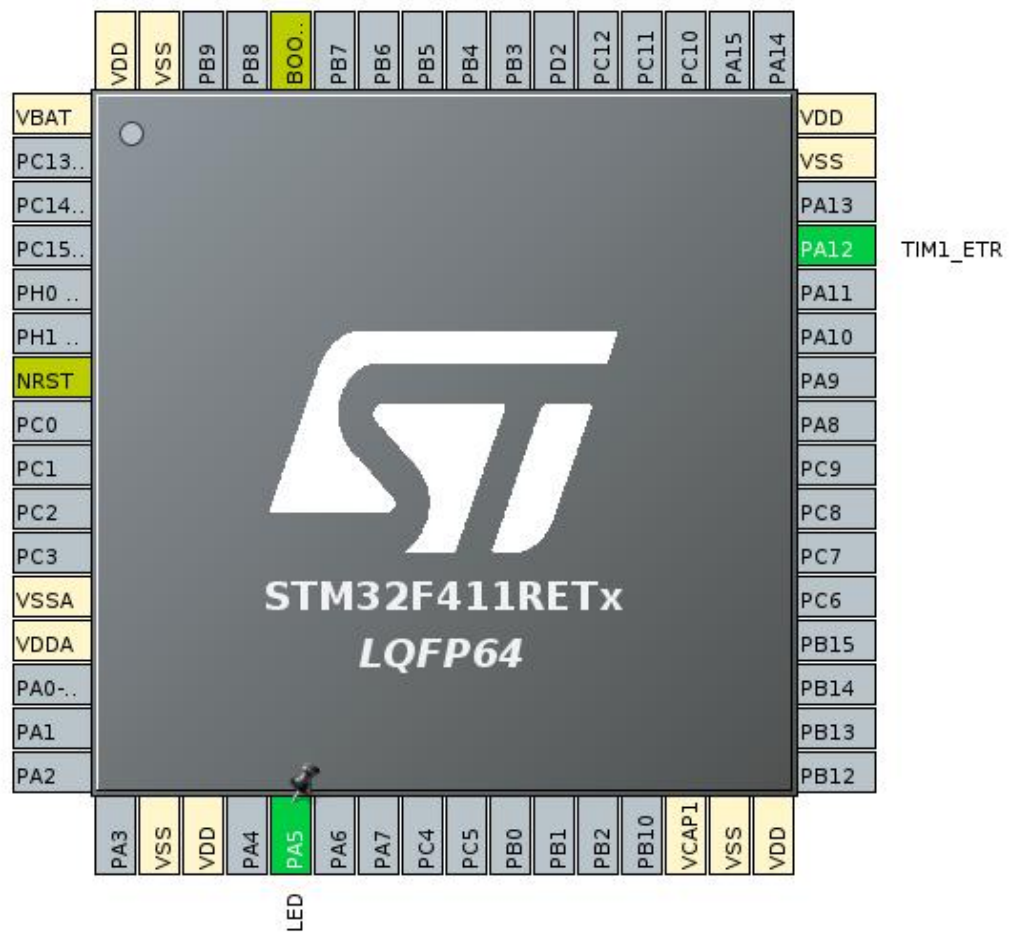 VDD
VSS
PB9
PB8
BOO..
PB7
PB6
PB5
PB4
PB3
PD2
PC12
PC11
PC10
PA15
PA14
VBAT
PC13..
PC14..
PC15..
PH0 ..
PH1 ..
NRST
PC0
PC1
PC2
PC3
VSSA
VDDA
PA0-..
PA1
PA2
VDD
VSS
PA13
PA12 TIM1_ETR
PA11
PA10
PA9
PA8
PC9
PC8
PC7
PC6
PB15
PB14
PB13
PB12
ST
STM32F411RETx
LQFP64
PA3
VSS
VDD
PA4
PA5
PA6
PA7
PC4
PC5
PB0
PB1
PB2
PB10
VCAP1
VSS
VDD
LED